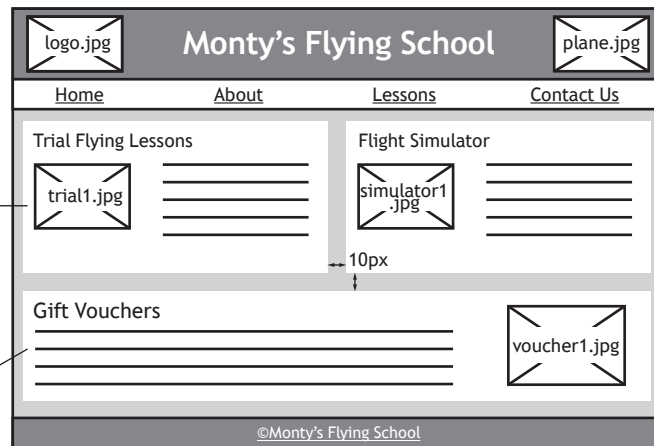 logo.jpg
Monty's Flying School
plane.jpg
Home About Lessons Contact Us
Trial Flying Lessons
trial1.jpg
Flight Simulator
simulator1
.jpg
10px
Gift Vouchers
voucher1.jpg
©Monty's Flying School